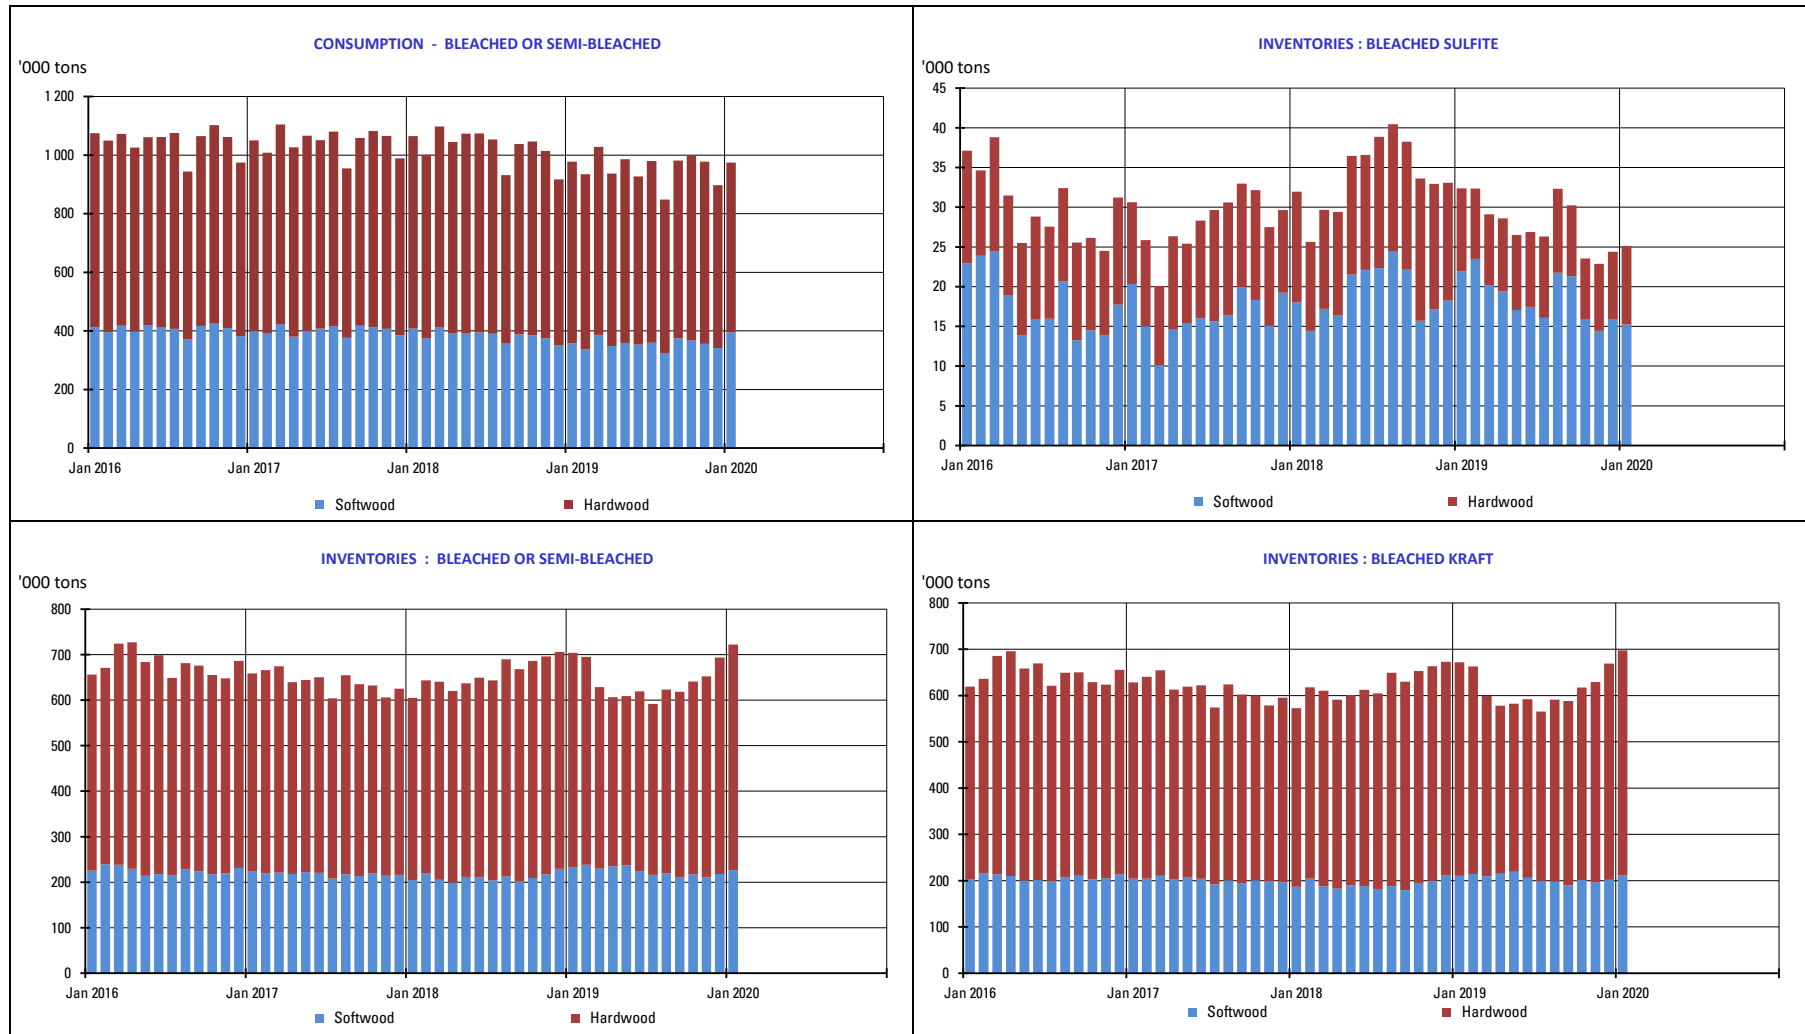 CONSUMPTION - BLEACHED OR SEMI-BLEACHED
'000 tons
1 200
1 000
800
600
400
200
0
Jan 2016 Jan 2017 Jan 2018 Jan 2019 Jan 2020
Softwood Hardwood
INVENTORIES : BLEACHED SULFITE
'000 tons
45
40
35
30
25
20
15
10
5
0
Jan 2016 Jan 2017 Jan 2018 Jan 2019 Jan 2020
Softwood Hardwood
INVENTORIES : BLEACHED OR SEMI-BLEACHED
'000 tons
800
700
600
500
400
300
200
100
0
Jan 2016 Jan 2017 Jan 2018 Jan 2019 Jan 2020
Softwood Hardwood
INVENTORIES : BLEACHED KRAFT
'000 tons
800
700
600
500
400
300
200
100
0
Jan 2016 Jan 2017 Jan 2018 Jan 2019 Jan 2020
Softwood Hardwood